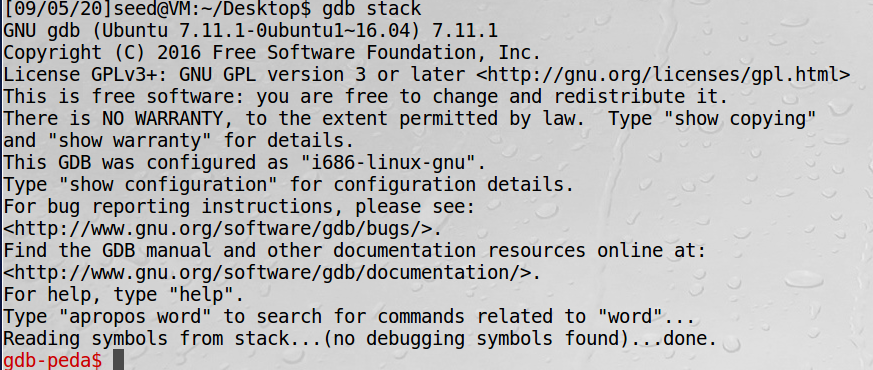 [09/05/20]seed@VM:~/Desktop$ gdb stack
GNU gdb (Ubuntu 7.11.1-0ubuntu1~16.04) 7.11.1
Copyright (C) 2016 Free Software Foundation, Inc.
License GPLv3+: GNU GPL version 3 or later <http://gnu.org/licenses/gpl.html>
This is free software: you are free to change and redistribute it.
There is NO WARRANTY, to the extent permitted by law.  Type "show copying"
and "show warranty" for details.
This GDB was configured as "i686-linux-gnu".
Type "show configuration" for configuration details.
For bug reporting instructions, please see:
<http://www.gnu.org/software/gdb/bugs/>.
Find the GDB manual and other documentation resources online at:
<http://www.gnu.org/software/gdb/documentation/>.
For help, type "help".
Type "apropos word" to search for commands related to "word"...
Reading symbols from stack...(no debugging symbols found)...done.
gdb-peda$